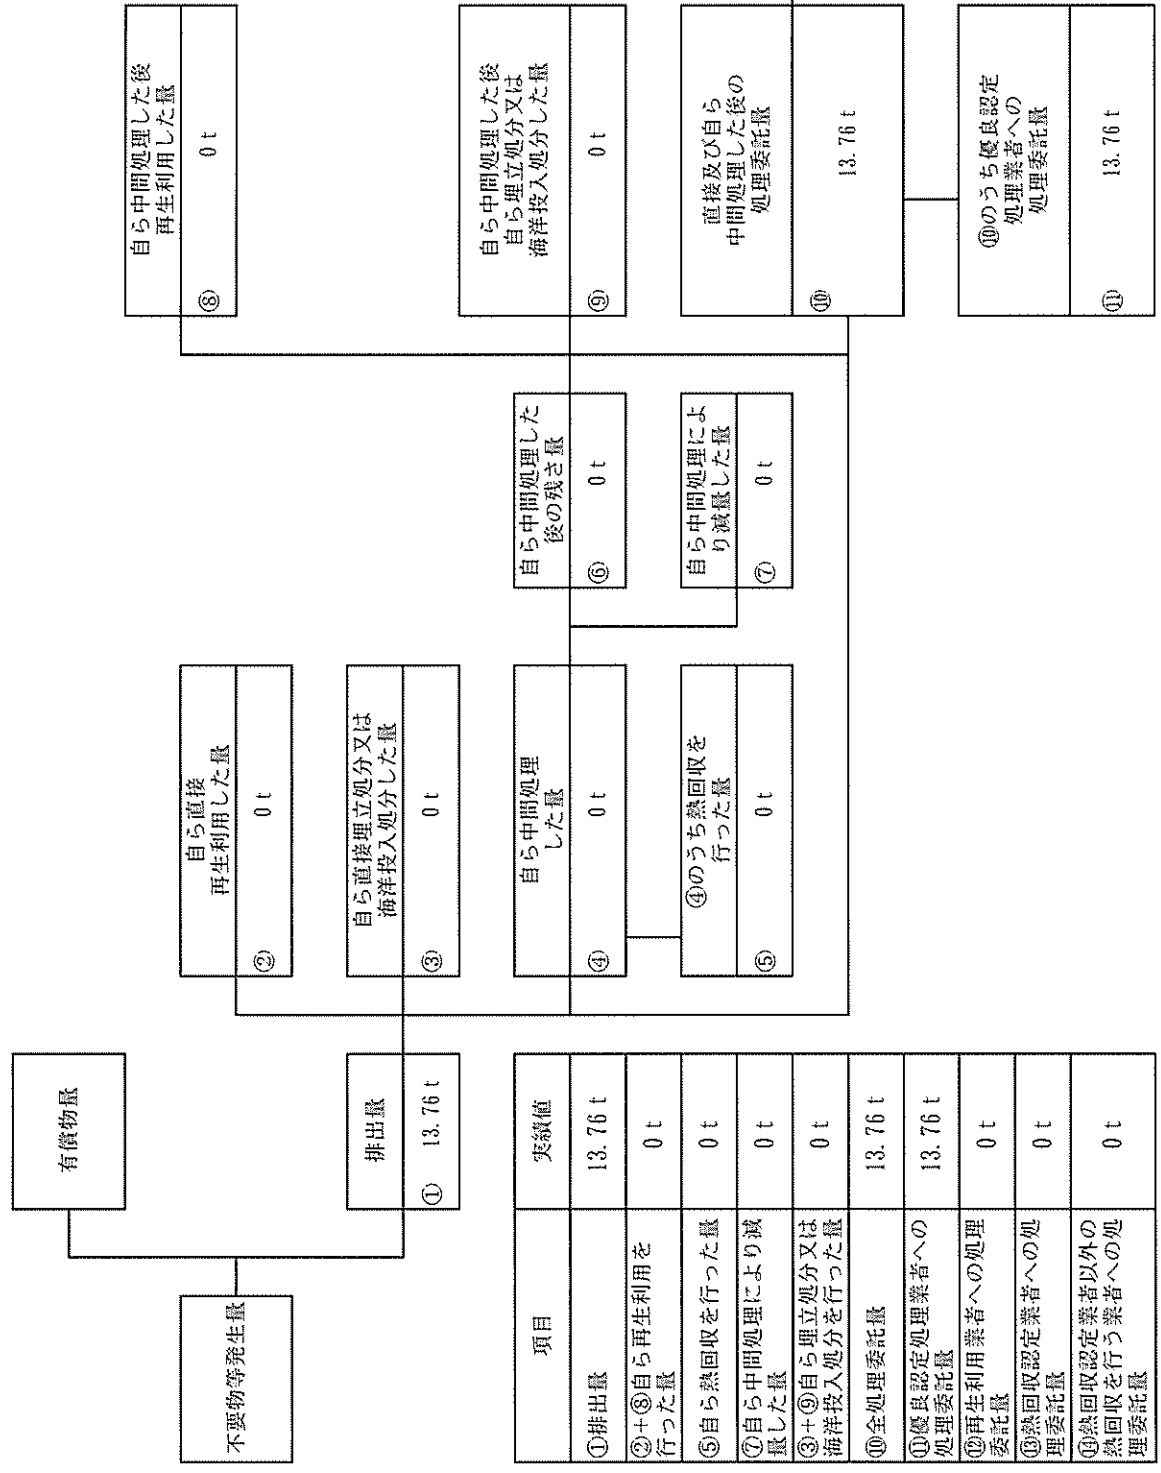 不要物等発生量
有償物量
排出量
① 13.76 t
自ら直接
再生利用した量
② 0 t
自ら直接埋立処分又は
海洋投入処分した量
③ 0 t
自ら中間処理
した量
④ 0 t
④のうち熱回収を
行った量
⑤ 0 t
自ら中間処理した
後の残さ量
⑥ 0 t
自ら中間処理によ
り減量した量
⑦ 0 t
自ら中間処理した後
再生利用した量
⑧ 0 t
自ら中間処理した後
自ら埋立処分又は
海洋投入処分した量
⑨ 0 t
直接及び自ら
中間処理した後の
処理委託量
⑩ 13.76 t
⑩のうち優良認定
処理業者への
処理委託量
⑪ 13.76 t
項目 実績値
①排出量 13.76 t
②+⑧自ら再生利用を
行った量 0 t
⑤自ら熱回収を行った量 0 t
⑦自ら中間処理により減
量した量 0 t
③+⑨自ら埋立処分又は
海洋投入処分を行った量 0 t
⑩全処理委託量 13.76 t
⑪優良認定処理業者への
処理委託量 13.76 t
⑫再生利用業者への処理
委託量 0 t
⑬熱回収認定業者への処
理委託量 0 t
⑭熱回収認定業者以外の
熱回収を行う業者への処
理委託量 0 t